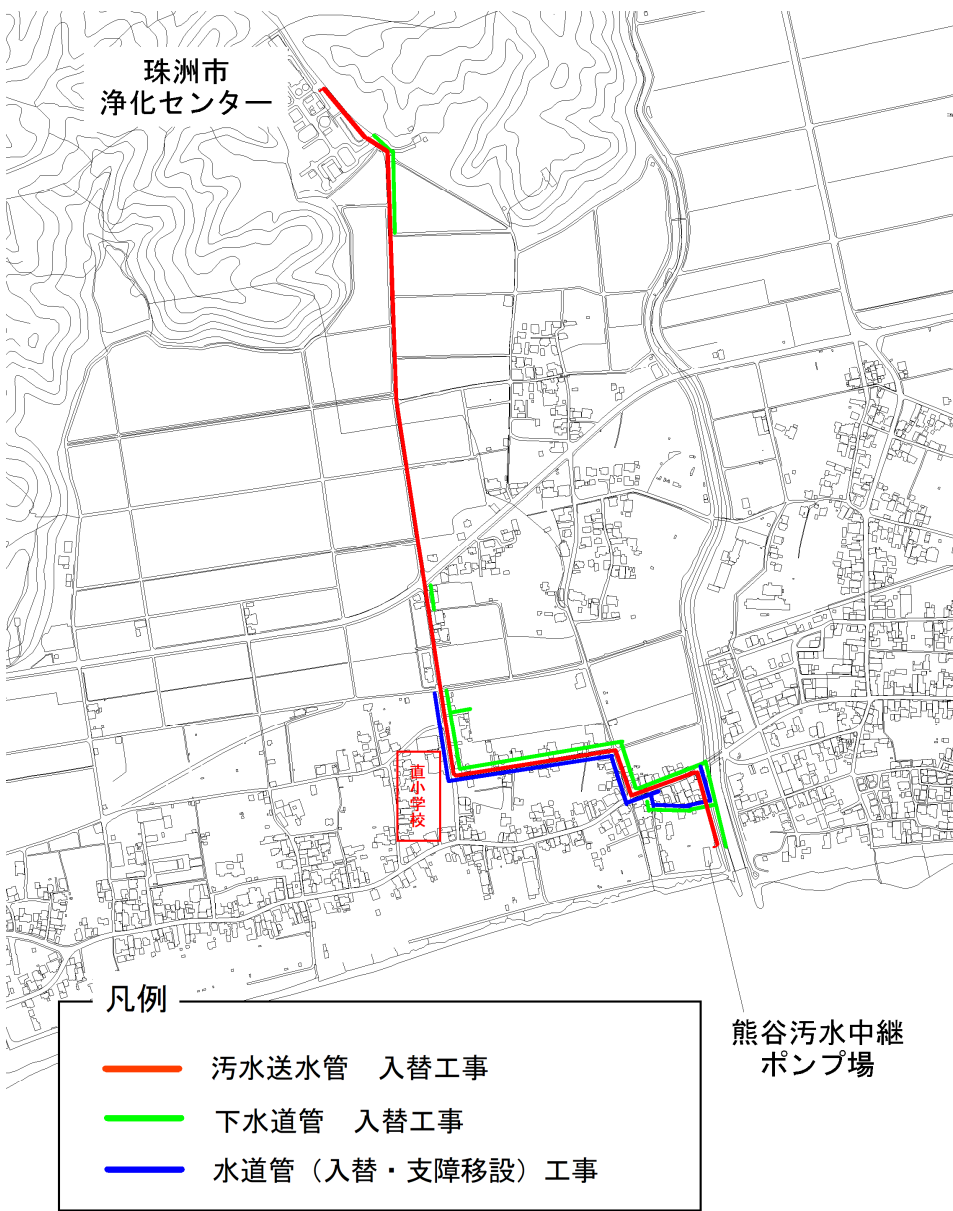 珠洲市
浄化センター
直小学校
熊谷汚水中継
ポンプ場
凡例
汚水送水管　入替工事
下水道管　入替工事
水道管（入替・支障移設）工事